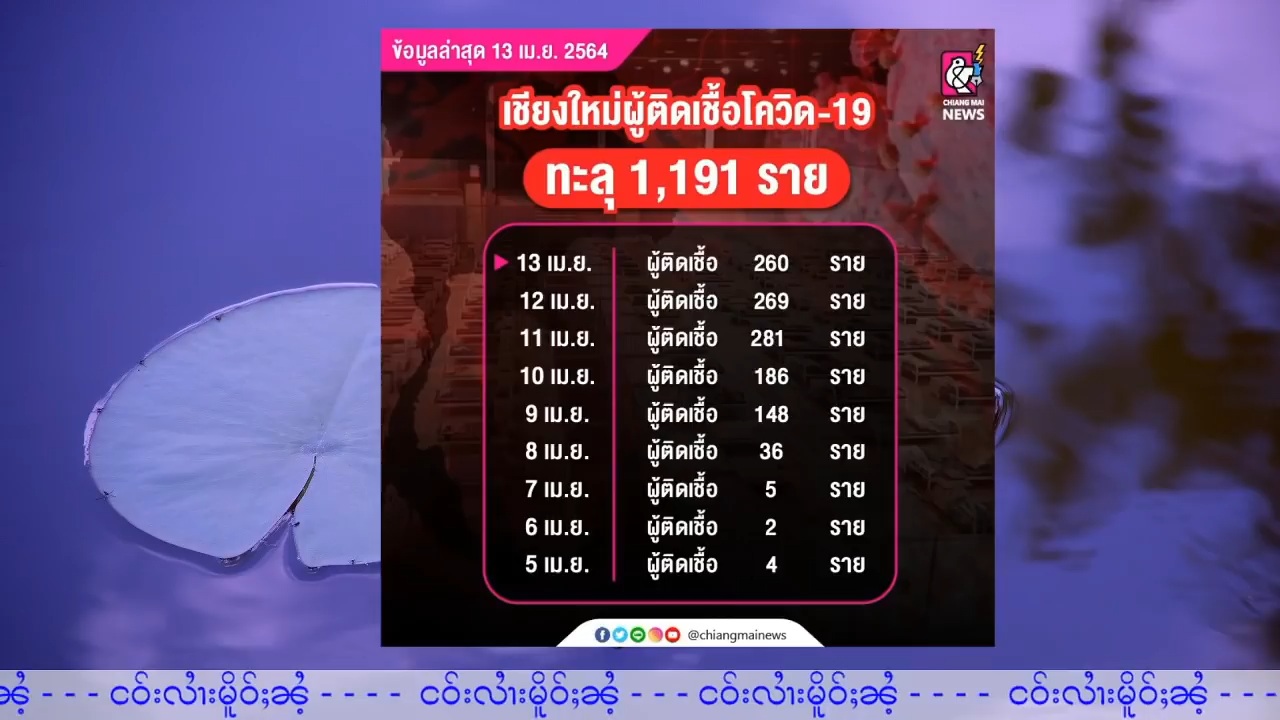 ข้อมูลล่าสุด 13 เม.ย. 2564
CHIANG MAI
NEWS
เชียงใหม่ผู้ติดเชื้อโควิด-19
ทะลุ 1,191 ราย
13 เม.ย. ผู้ติดเชื้อ 260 ราย
12 เม.ย. ผู้ติดเชื้อ 269 ราย
11 เม.ย. ผู้ติดเชื้อ 281 ราย
10 เม.ย. ผู้ติดเชื้อ 186 ราย
9 เม.ย. ผู้ติดเชื้อ 148 ราย
8 เม.ย. ผู้ติดเชื้อ 36 ราย
7 เม.ย. ผู้ติดเชื้อ 5 ราย
6 เม.ย. ผู้ติดเชื้อ 2 ราย
5 เม.ย. ผู้ติดเชื้อ 4 ราย
@chiangmainews
ၼႆႉ - - - ငဝ်းလၢႆးမိူဝ်ႈၼႆႉ - - - - ငဝ်းလၢႆးမိူဝ်ႈၼႆႉ - - - ငဝ်းလၢႆးမိူဝ်ႈၼႆႉ - - - - ငဝ်းလၢႆးမိူဝ်ႈၼႆႉ - - -